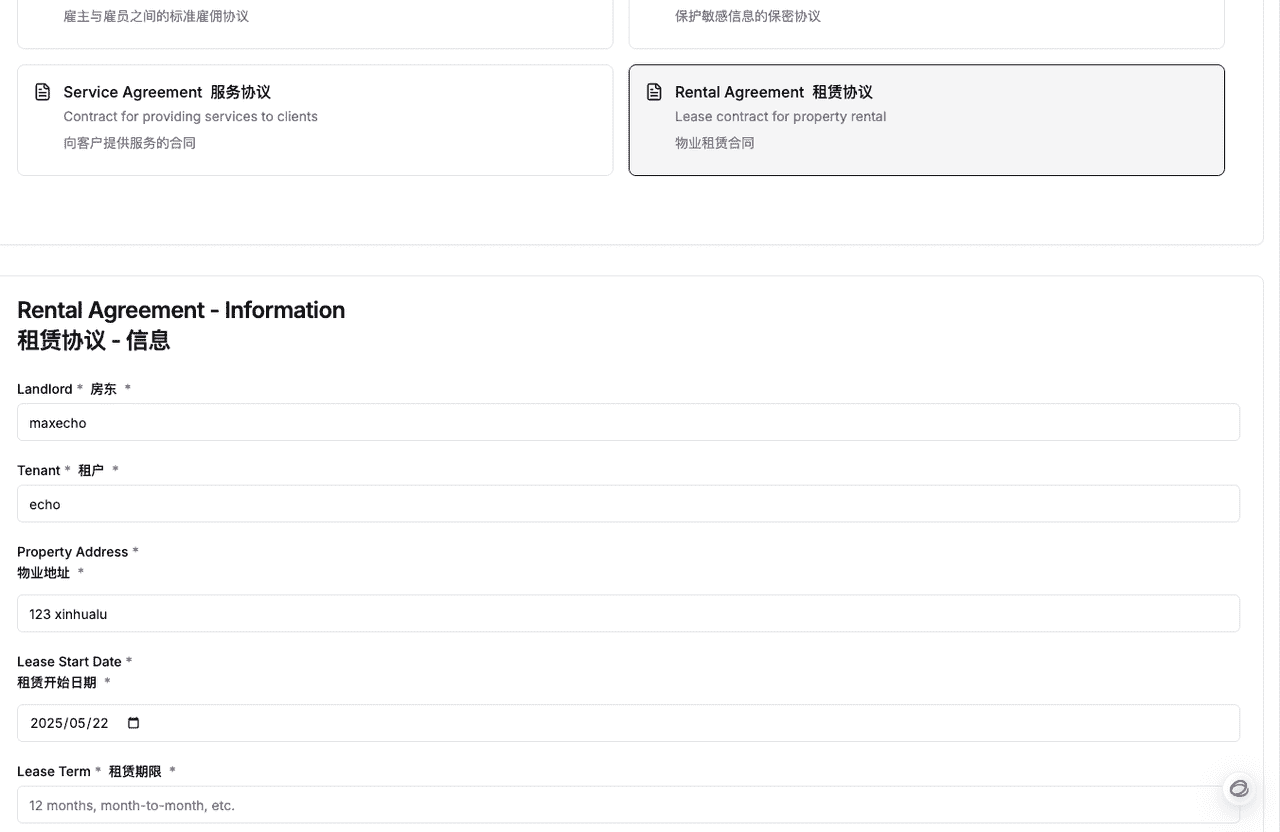 雇主与雇员之间的标准雇佣协议
保护敏感信息的保密协议
Service Agreement 服务协议
Contract for providing services to clients
向客户提供服务的合同
Rental Agreement 租赁协议
Lease contract for property rental
物业租赁合同
Rental Agreement - Information
租赁协议 - 信息
Landlord * 房东 *
maxecho
Tenant * 租户 *
echo
Property Address *
物业地址 *
123 xinhualu
Lease Start Date *
租赁开始日期 *
2025/05/22
Lease Term * 租赁期限 *
12 months, month-to-month, etc.